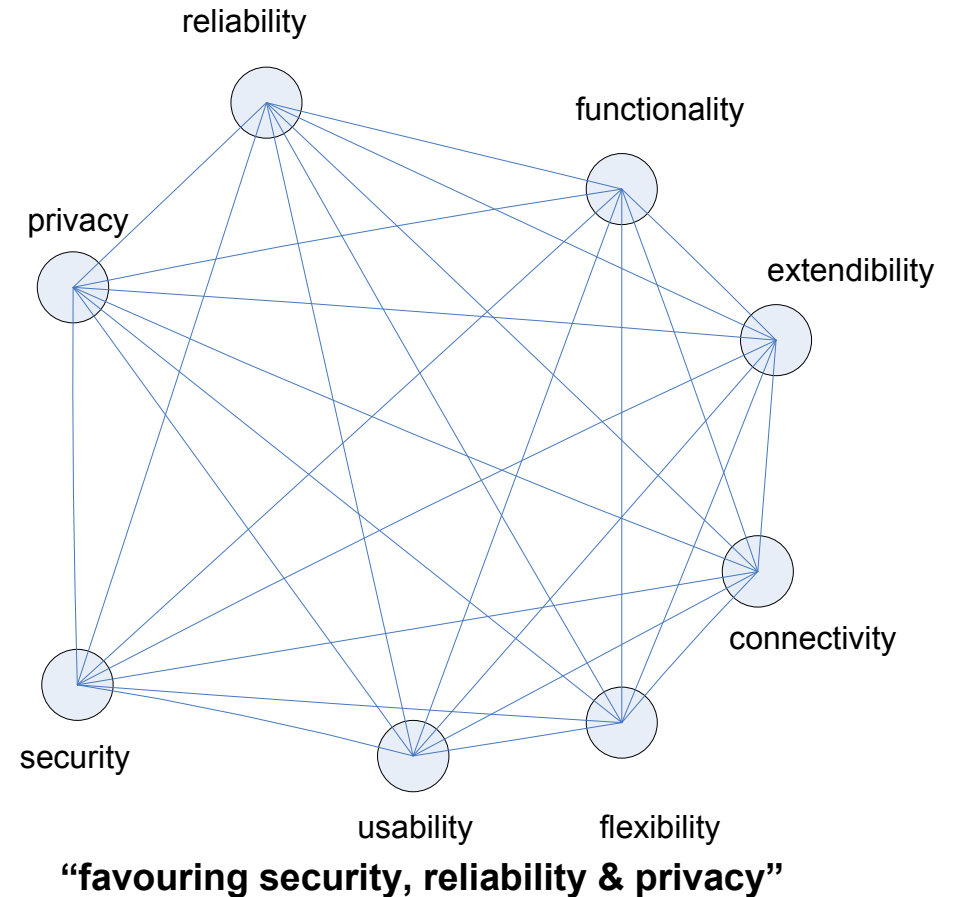 reliability
functionality
privacy
extendibility
connectivity
security
usability
flexibility
“favouring security, reliability & privacy”